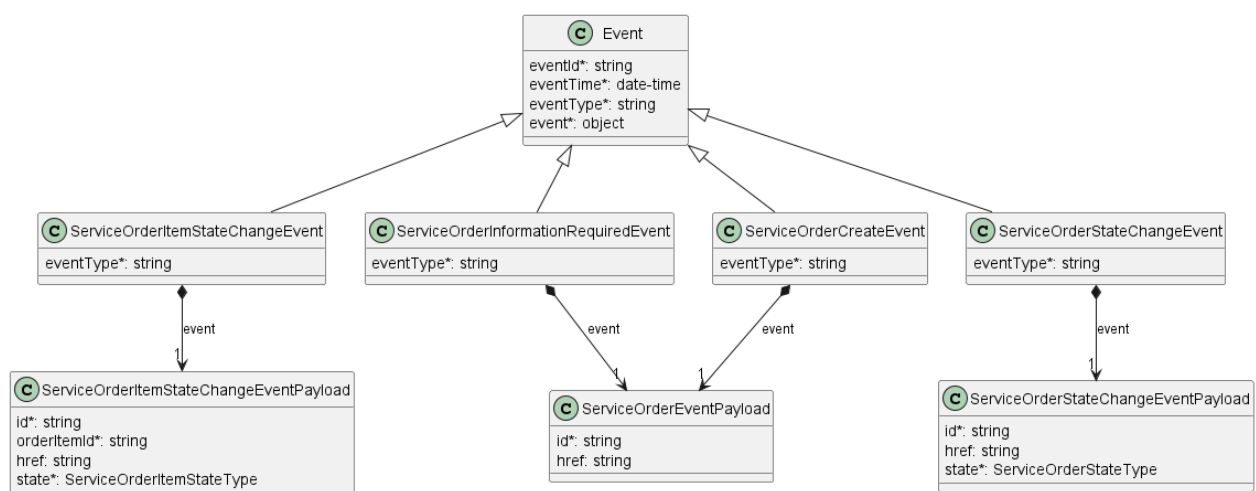 C Event
eventId*: string
eventTime*: date-time
eventType*: string
event*: object
C ServiceOrderItemStateChangeEvent
eventType*: string
C ServiceOrderInformationRequiredEvent
eventType*: string
C ServiceOrderCreateEvent
eventType*: string
C ServiceOrderStateChangeEvent
eventType*: string
event
1
event
1
event
1
event
1
C ServiceOrderItemStateChangeEventPayload
id*: string
orderItemId*: string
href: string
state*: ServiceOrderItemStateType
C ServiceOrderEventPayload
id*: string
href: string
C ServiceOrderStateChangeEventPayload
id*: string
href: string
state*: ServiceOrderStateType